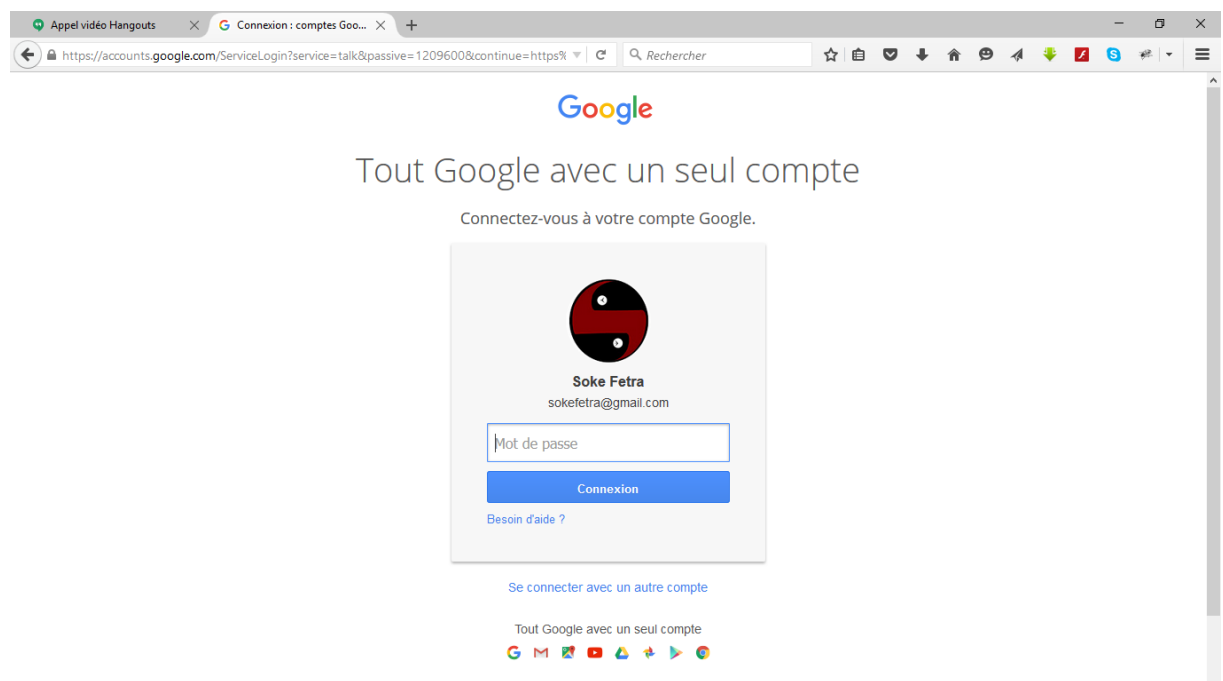 Appel vidéo Hangouts
Connexion : comptes Goo...
https://accounts.google.com/ServiceLogin?service=talk&passive=1209600&continue=https%
Rechercher
Google
Tout Google avec un seul compte
Connectez-vous à votre compte Google.
Soke Fetra
sokefetra@gmail.com
Mot de passe
Connexion
Besoin d'aide ?
Se connecter avec un autre compte
Tout Google avec un seul compte